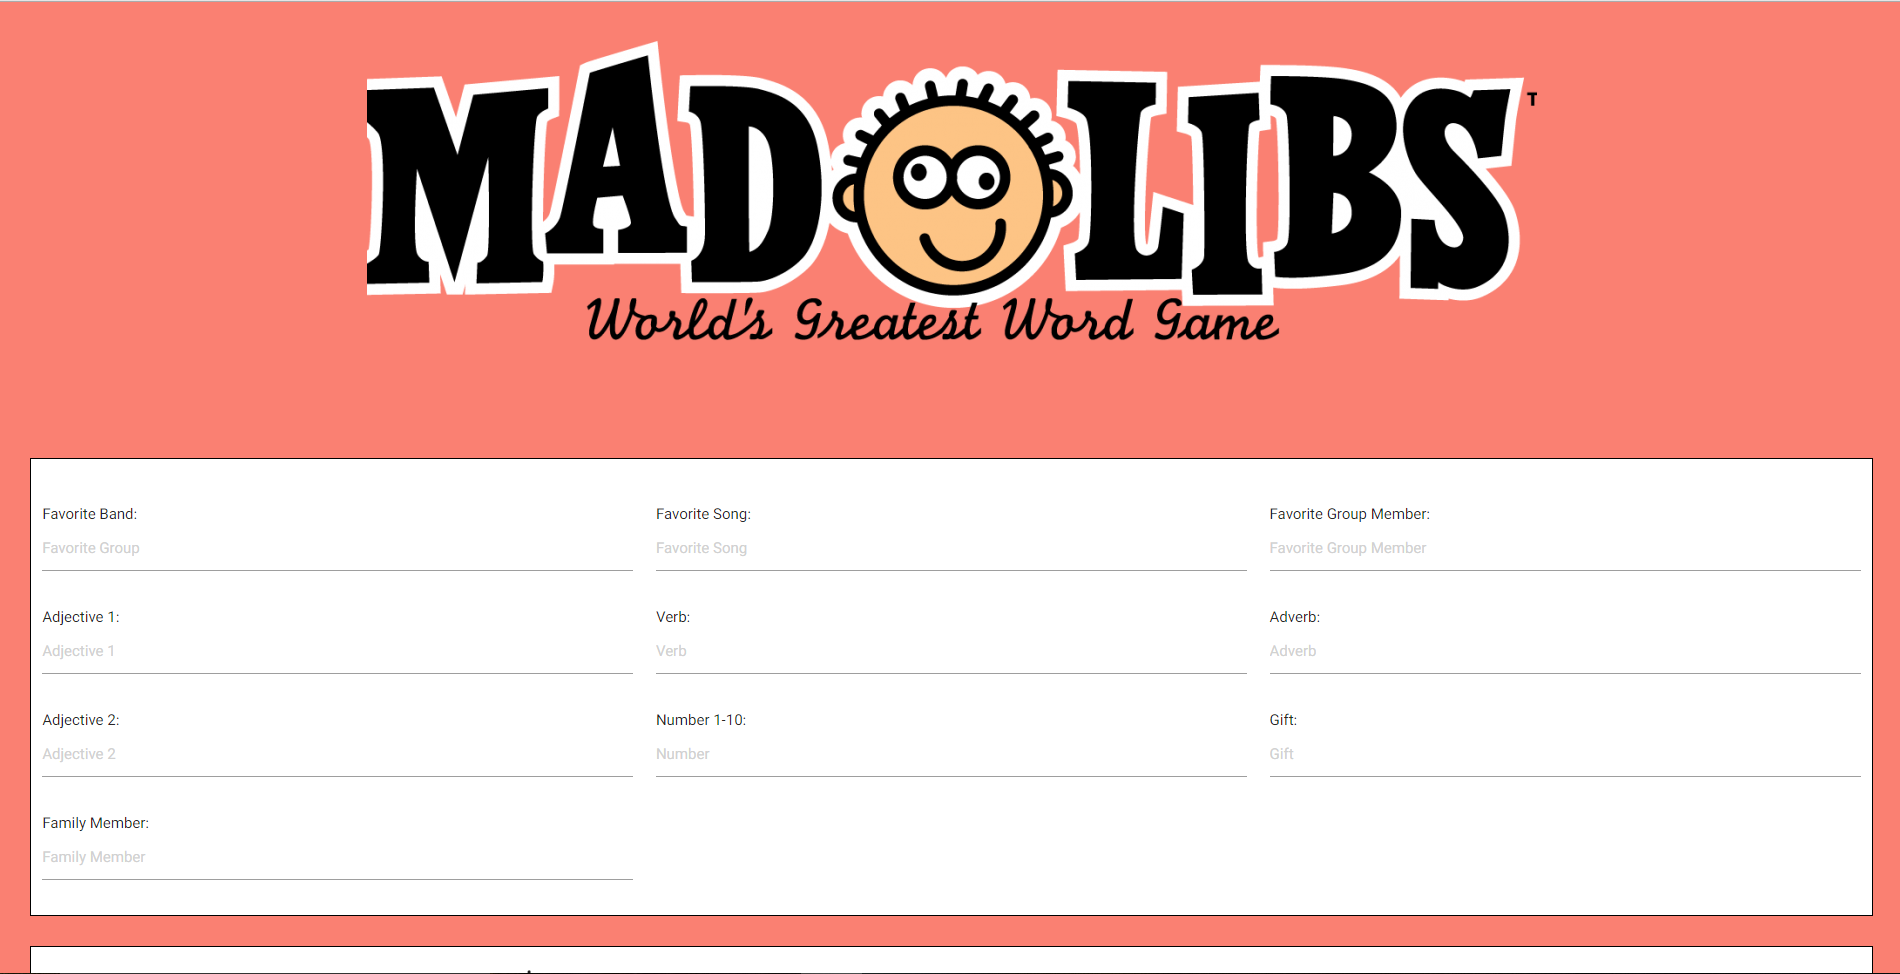 MAD LIBS
T
World's Greatest Word Game
Favorite Band: Favorite Song: Favorite Group Member:
Favorite Group Favorite Song Favorite Group Member
Adjective 1: Verb: Adverb:
Adjective 1 Verb Adverb
Adjective 2: Number 1-10: Gift:
Adjective 2 Number Gift
Family Member:
Family Member